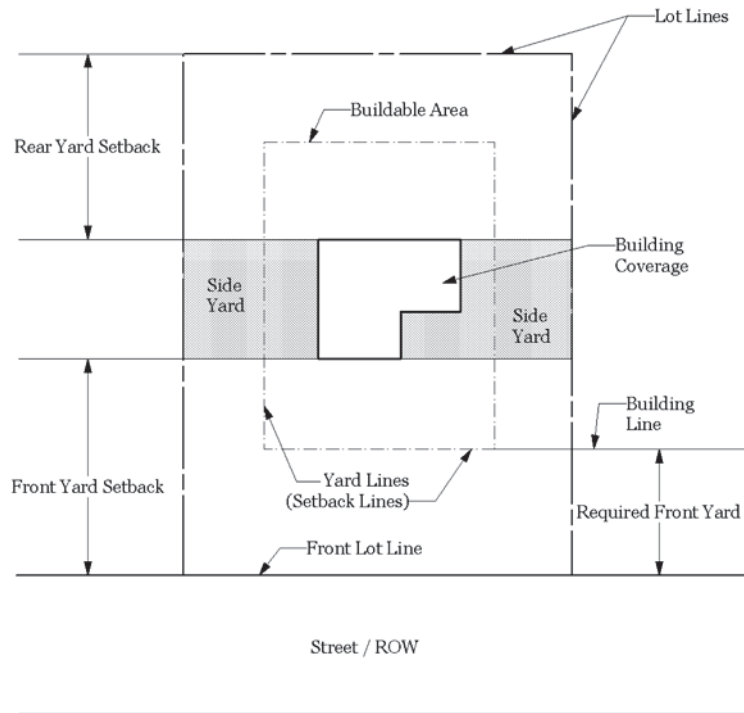 Lot Lines
Buildable Area
Rear Yard Setback
Building
Coverage
Side
Yard
Side
Yard
Building
Line
Yard Lines
(Setback Lines)
Front Yard Setback
Required Front Yard
Front Lot Line
Street / ROW